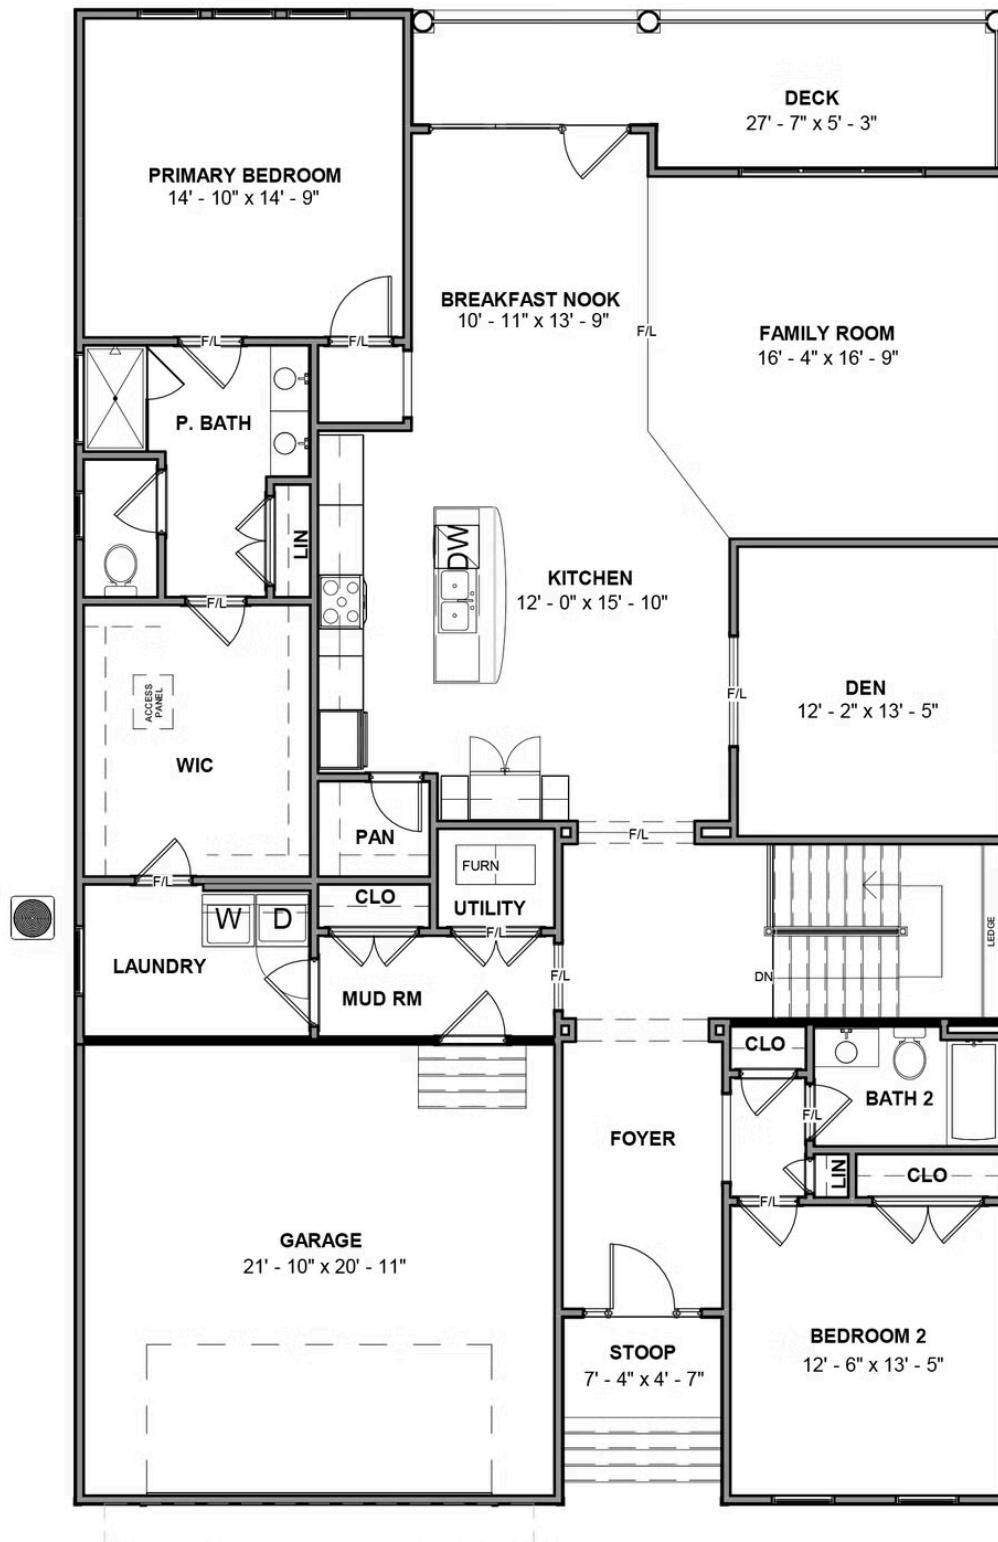 DECK
27' - 7" x 5' - 3"
PRIMARY BEDROOM
14' - 10" x 14' - 9"
BREAKFAST NOOK
10' - 11" x 13' - 9"
F/L
FAMILY ROOM
16' - 4" x 16' - 9"
F/L
F/L
P. BATH
LIN
DW
KITCHEN
12' - 0" x 15' - 10"
F/L
ACCESS
PANEL
F/L
DEN
12' - 2" x 13' - 5"
WIC
PAN
F/L
FURN
F/L
CLO
UTILITY
W
D
F/L
LEDGE
LAUNDRY
MUD RM
F/L
DN
CLO
BATH 2
F/L
FOYER
LIN
CLO
F/L
GARAGE
21' - 10" x 20' - 11"
BEDROOM 2
12' - 6" x 13' - 5"
STOOP
7' - 4" x 4' - 7"